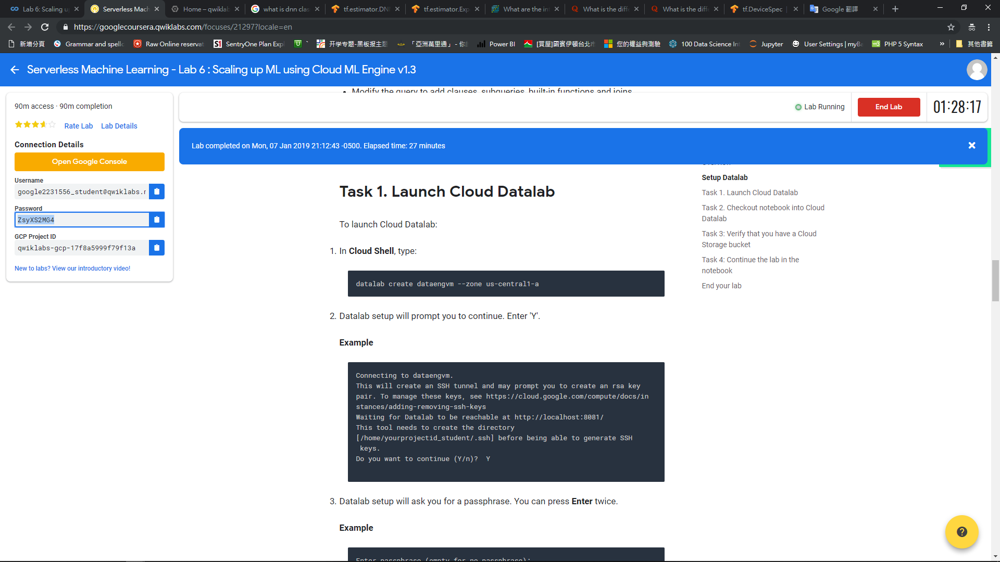 Lab 6: Scaling u
Serverless Mach
Home – qwiklab
what is dnn clas
tf.estimator.DN
tf.estimator.Exp
What are the in
What is the diff
What is the diff
tf.DeviceSpec
Google 翻譯
https://googlecoursera.qwiklabs.com/focuses/21297?locale=en
新增分頁
Grammar and spell
Raw Online reservat
SentryOne Plan Expl
开学专题-黑板报主题
「亞洲萬里通」 - 你的
Power BI
[買屋]國賓伊頓台北市
您的權益與測驗
100 Data Science In
Jupyter
User Settings | myBa
PHP 5 Syntax
»
其他書籤
Serverless Machine Learning - Lab 6 : Scaling up ML using Cloud ML Engine v1.3
90m access · 90m completion
Rate Lab
Lab Details
Connection Details
Open Google Console
Username
google2231556_student@qwiklabs.r
Password
ZsyXS2MG4
GCP Project ID
qwiklabs-gcp-17f8a5999f79f13a
New to labs? View our introductory video!
• Modify the query to add clauses, subqueries, built-in functions and joins.
Lab Running
End Lab
01:28:17
Lab completed on Mon, 07 Jan 2019 21:12:43 -0500. Elapsed time: 27 minutes
Task 1. Launch Cloud Datalab
To launch Cloud Datalab:
1. In Cloud Shell, type:
datalab create dataengvm --zone us-central1-a
2. Datalab setup will prompt you to continue. Enter 'Y'.
Example
Connecting to dataengvm.
This will create an SSH tunnel and may prompt you to create an rsa key
pair. To manage these keys, see https://cloud.google.com/compute/docs/in
stances/adding-removing-ssh-keys
Waiting for Datalab to be reachable at http://localhost:8081/
This tool needs to create the directory
[/home/yourprojectid_student/.ssh] before being able to generate SSH
keys.
Do you want to continue (Y/n)?  Y
3. Datalab setup will ask you for a passphrase. You can press Enter twice.
Example
Enter passphrase (empty for no passphrase):
Overview
Setup Datalab
Task 1. Launch Cloud Datalab
Task 2. Checkout notebook into Cloud
Datalab
Task 3: Verify that you have a Cloud
Storage bucket
Task 4: Continue the lab in the
notebook
End your lab